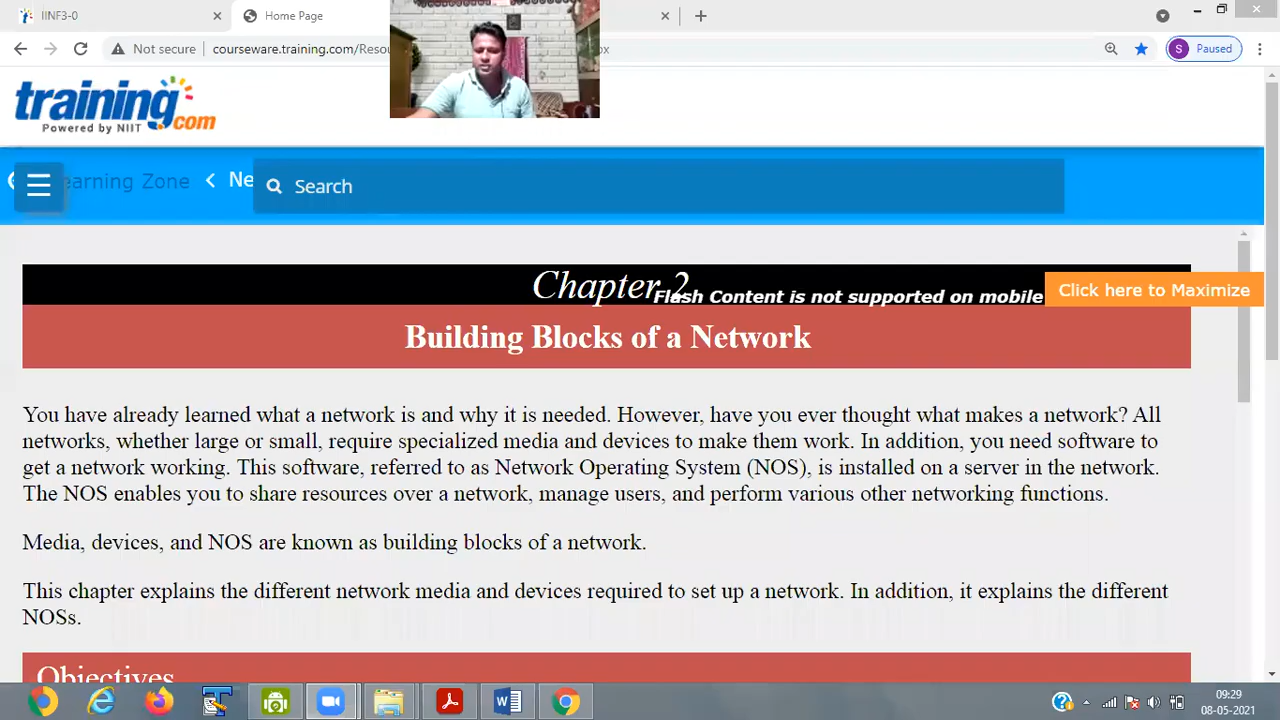 IINF3-0
Home Page
Not secure
courseware.training.com/Resou
ox
S
Paused
training
.com
Powered by NIIT
earning Zone
Ne
Search
Chapter 2
Flash Content is not supported on mobile
Click here to Maximize
Building Blocks of a Network
You have already learned what a network is and why it is needed. However, have you ever thought what makes a network? All
networks, whether large or small, require specialized media and devices to make them work. In addition, you need software to
get a network working. This software, referred to as Network Operating System (NOS), is installed on a server in the network.
The NOS enables you to share resources over a network, manage users, and perform various other networking functions.
Media, devices, and NOS are known as building blocks of a network.
This chapter explains the different network media and devices required to set up a network. In addition, it explains the different
NOSs.
Objectives
09:29
08-05-2021